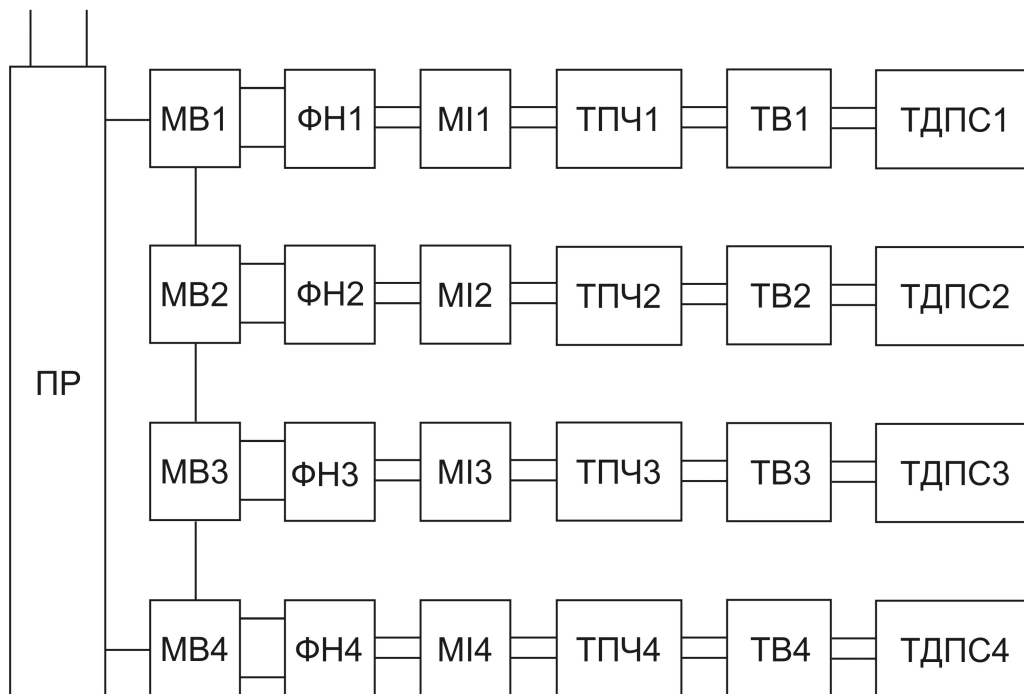 МВ1 ФН1 МІ1 ТПЧ1 ТВ1 ТДПС1
МВ2 ФН2 МІ2 ТПЧ2 ТВ2 ТДПС2
ПР
МВ3 ФН3 МІ3 ТПЧ3 ТВ3 ТДПС3
МВ4 ФН4 МІ4 ТПЧ4 ТВ4 ТДПС4